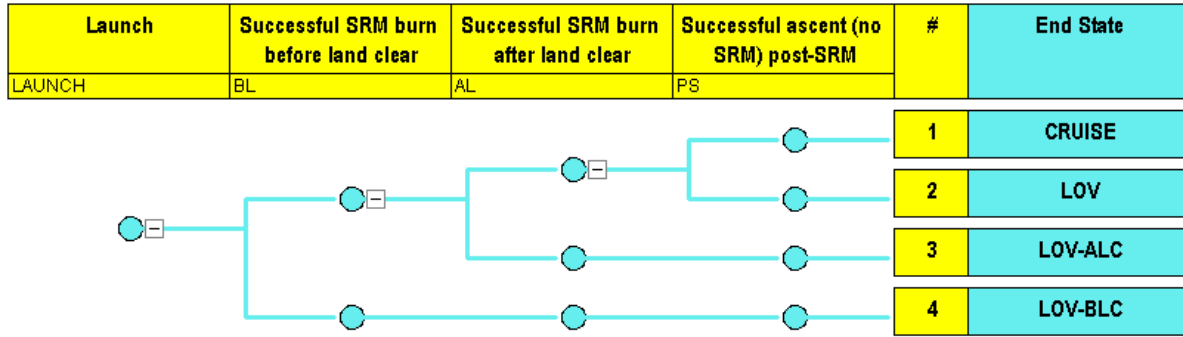 Launch
Successful SRM burn
before land clear
Successful SRM burn
after land clear
Successful ascent (no
SRM) post-SRM
#
End State
LAUNCH
BL
AL
PS
1
CRUISE
2
LOV
3
LOV-ALC
4
LOV-BLC